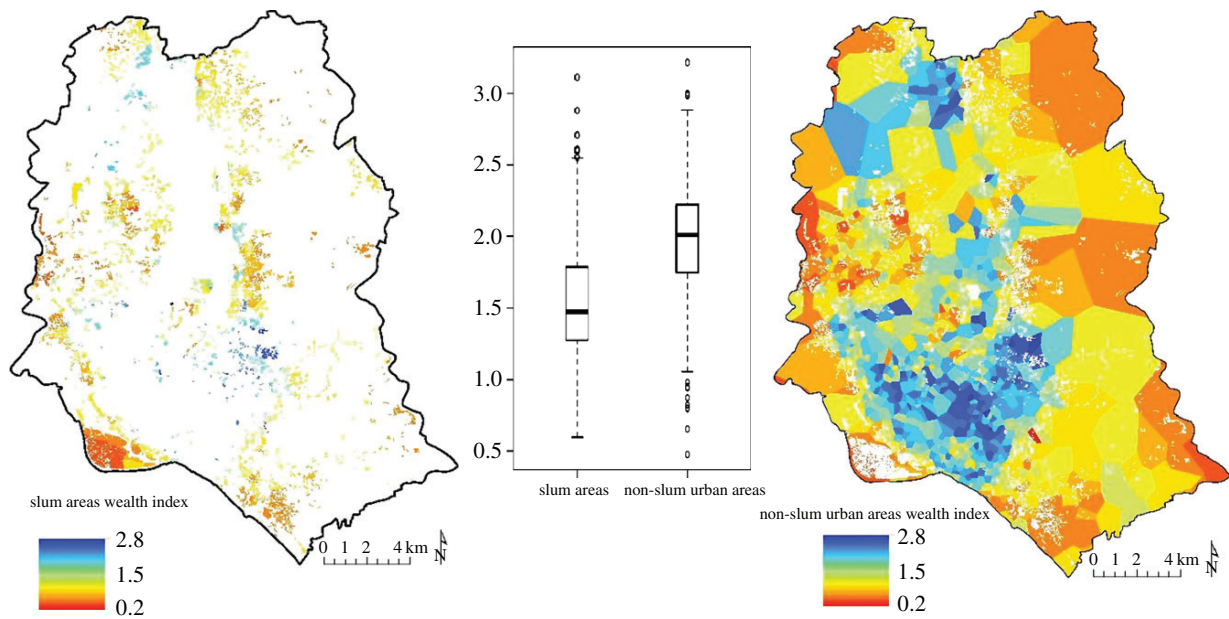 slum areas wealth index
2.8
1.5
0.2
0 1 2 4 km
N
3.0
2.5
2.0
1.5
1.0
0.5
slum areas non-slum urban areas
non-slum urban areas wealth index
2.8
1.5
0.2
0 1 2 4 km
N